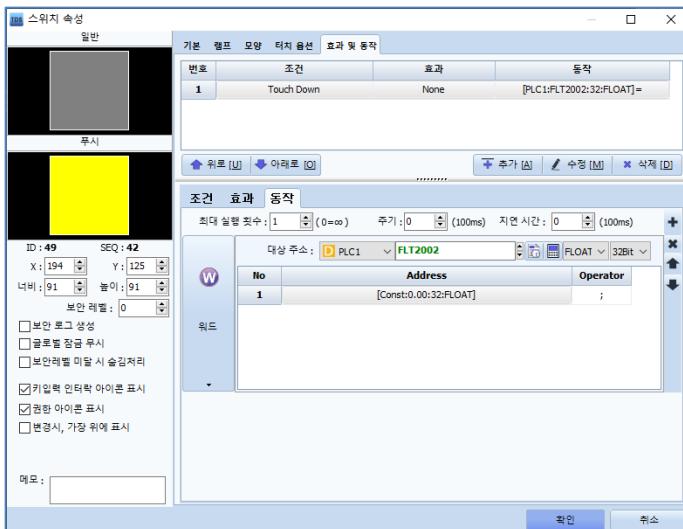 TDS 스위치 속성
일반
기본 램프 모양 터치 옵션 효과 및 동작
번호 조건 효과 동작
1 Touch Down None [PLC1:FLT2002:32:FLOAT]=
푸시
위로 [U] 아래로 [O] 추가 [A] 수정 [M] 삭제 [D]
조건 효과 동작
최대 실행 횟수 : 1 ( 0=∞ ) 주기 : 0 (100ms) 지연 시간 : 0 (100ms)
ID : 49 SEQ : 42
X : 194 Y : 125
너비 : 91 높이 : 91
보안 레벨 : 0
보안 로그 생성
글로벌 잠금 무시
보안레벨 미달 시 숨김처리
키입력 인터락 아이콘 표시
권한 아이콘 표시
변경시, 가장 위에 표시
메모 :
W
워드
대상 주소 : D PLC1 FLT2002 FLOAT 32Bit
No Address Operator
1 [Const:0.00:32:FLOAT] ;
확인 취소